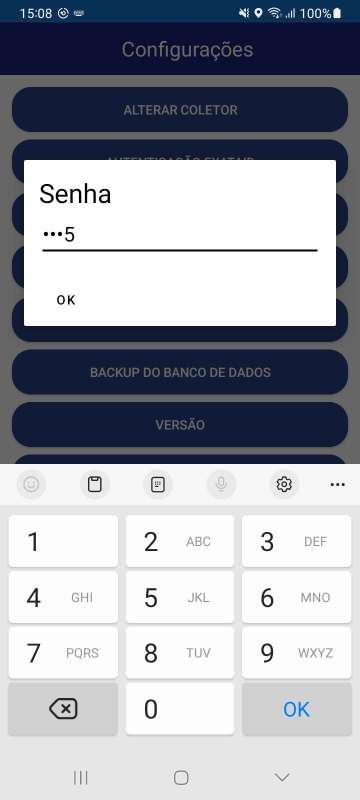 15:08 100%
Configurações
ALTERAR COLETOR
Senha
•••5
OK
BACKUP DO BANCO DE DADOS
VERSÃO
1
2 ABC
3 DEF
4 GHI
5 JKL
6 MNO
7 PQRS
8 TUV
9 WXYZ
0
OK